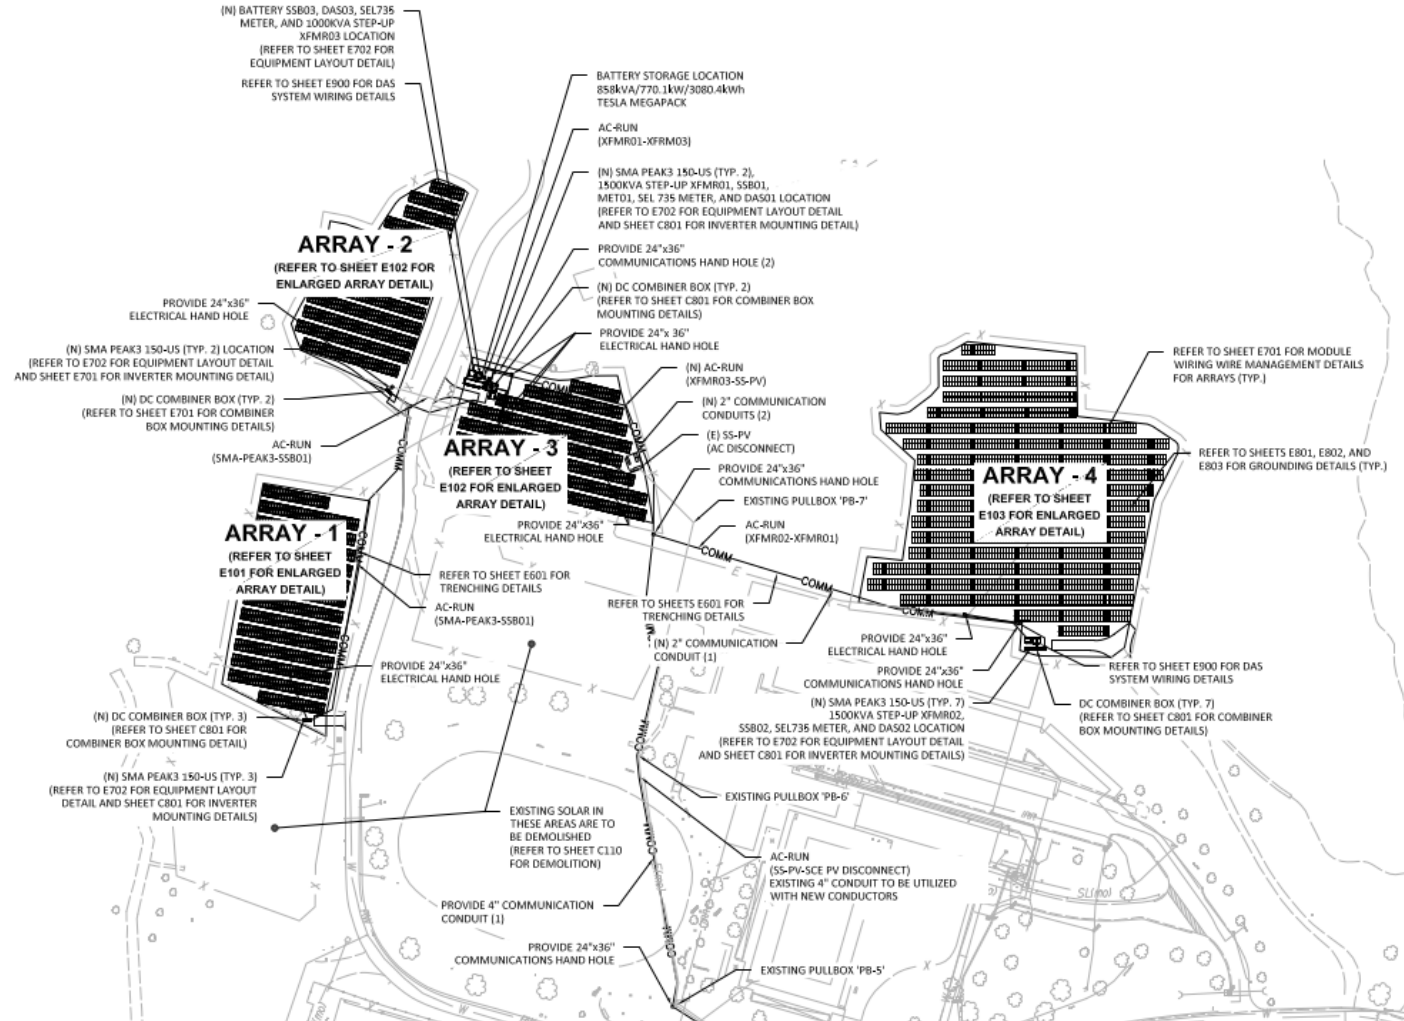 (N) BATTERY SSB03, DAS03, SEL735
METER, AND 1000KVA STEP-UP
XFMR03 LOCATION
(REFER TO SHEET E702 FOR
EQUIPMENT LAYOUT DETAIL)
REFER TO SHEET E900 FOR DAS
SYSTEM WIRING DETAILS
BATTERY STORAGE LOCATION
858kVA/770.1kW/3080.4kWh
TESLA MEGAPACK
AC-RUN
(XFMR01-XFRM03)
(N) SMA PEAK3 150-US (TYP. 2),
1500KVA STEP-UP XFMR01, SSB01,
MET01, SEL 735 METER, AND DAS01 LOCATION
(REFER TO E702 FOR EQUIPMENT LAYOUT DETAIL
AND SHEET C801 FOR INVERTER MOUNTING DETAIL)
PROVIDE 24"x36"
COMMUNICATIONS HAND HOLE (2)
(N) DC COMBINER BOX (TYP. 2)
(REFER TO SHEET C801 FOR COMBINER BOX
MOUNTING DETAILS)
PROVIDE 24"x 36"
ELECTRICAL HAND HOLE
(N) AC-RUN
(XFMR03-SS-PV)
(N) 2" COMMUNICATION
CONDUITS (2)
(E) SS-PV
(AC DISCONNECT)
PROVIDE 24"x36"
COMMUNICATIONS HAND HOLE
EXISTING PULLBOX 'PB-7'
AC-RUN
(XFMR02-XFMR01)
ARRAY - 2
(REFER TO SHEET E102 FOR
ENLARGED ARRAY DETAIL)
PROVIDE 24"x36"
ELECTRICAL HAND HOLE
(N) SMA PEAK3 150-US (TYP. 2) LOCATION
(REFER TO E702 FOR EQUIPMENT LAYOUT DETAIL
AND SHEET E701 FOR INVERTER MOUNTING DETAIL)
(N) DC COMBINER BOX (TYP. 2)
(REFER TO SHEET E701 FOR COMBINER
BOX MOUNTING DETAILS)
AC-RUN
(SMA-PEAK3-SSB01)
ARRAY - 3
(REFER TO SHEET
E102 FOR ENLARGED
ARRAY DETAIL)
PROVIDE 24"x36"
ELECTRICAL HAND HOLE
ARRAY - 4
(REFER TO SHEET
E103 FOR ENLARGED
ARRAY DETAIL)
REFER TO SHEET E701 FOR MODULE
WIRING WIRE MANAGEMENT DETAILS
FOR ARRAYS (TYP.)
REFER TO SHEETS E801, E802, AND
E803 FOR GROUNDING DETAILS (TYP.)
ARRAY - 1
(REFER TO SHEET
E101 FOR ENLARGED
ARRAY DETAIL)
REFER TO SHEET E601 FOR
TRENCHING DETAILS
AC-RUN
(SMA-PEAK3-SSB01)
PROVIDE 24"x36"
ELECTRICAL HAND HOLE
REFER TO SHEETS E601 FOR
TRENCHING DETAILS
(N) 2" COMMUNICATION
CONDUIT (1)
PROVIDE 24"x36"
ELECTRICAL HAND HOLE
PROVIDE 24"x36"
COMMUNICATIONS HAND HOLE
(N) SMA PEAK3 150-US (TYP. 7)
1500KVA STEP-UP XFMR02,
SSB02, SEL735 METER, AND DAS02 LOCATION
(REFER TO E702 FOR EQUIPMENT LAYOUT DETAIL
AND SHEET C801 FOR INVERTER MOUNTING DETAILS)
REFER TO SHEET E900 FOR DAS
SYSTEM WIRING DETAILS
DC COMBINER BOX (TYP. 7)
(REFER TO SHEET C801 FOR COMBINER
BOX MOUNTING DETAILS)
(N) DC COMBINER BOX (TYP. 3)
(REFER TO SHEET C801 FOR
COMBINER BOX MOUNTING DETAIL)
(N) SMA PEAK3 150-US (TYP. 3)
(REFER TO E702 FOR EQUIPMENT LAYOUT
DETAIL AND SHEET C801 FOR INVERTER
MOUNTING DETAILS)
EXISTING SOLAR IN
THESE AREAS ARE TO
BE DEMOLISHED
(REFER TO SHEET C110
FOR DEMOLITION)
EXISTING PULLBOX 'PB-6'
AC-RUN
(SS-PV-SCE PV DISCONNECT)
EXISTING 4" CONDUIT TO BE UTILIZED
WITH NEW CONDUCTORS
PROVIDE 4" COMMUNICATION
CONDUIT (1)
PROVIDE 24"x36"
COMMUNICATIONS HAND HOLE
EXISTING PULLBOX 'PB-5'
COMM
COMM
COMM
COMM
COMM
COMM
COMM
COMM
COMM
COMM